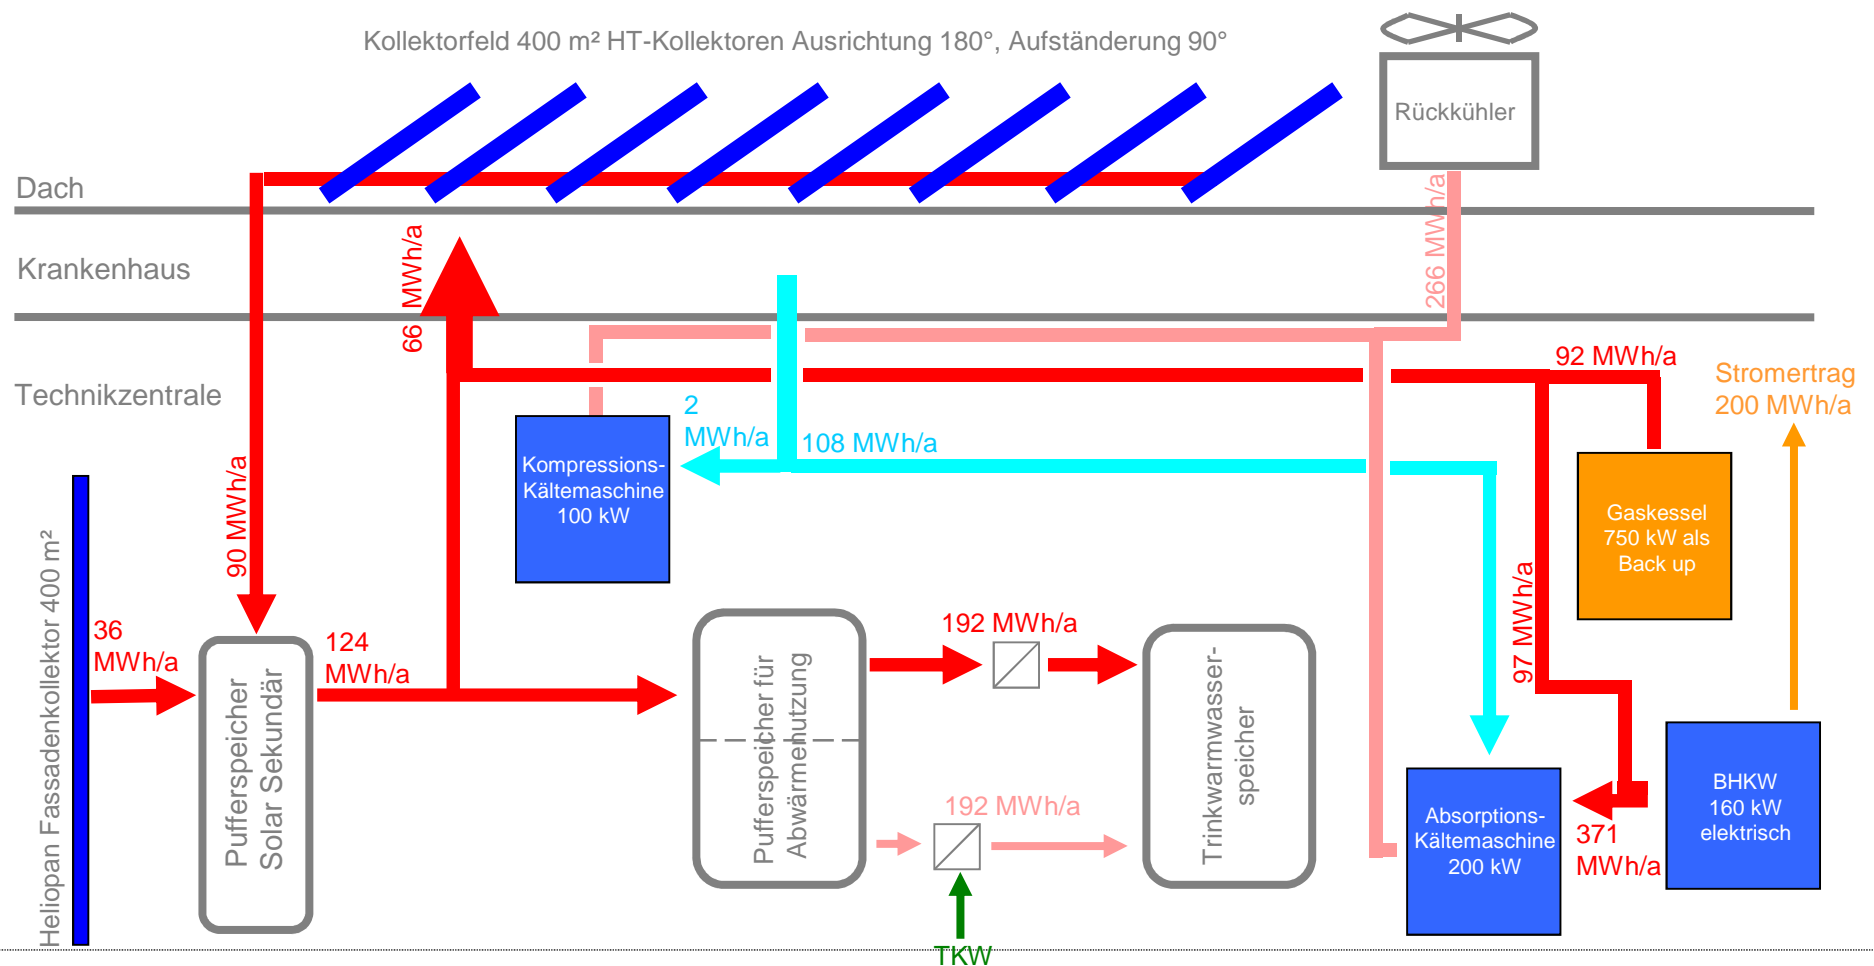 Kollektorfeld 400 m² HT-Kollektoren Ausrichtung 180°, Aufständerung 90°
Rückkühler
Dach
Krankenhaus
Technikzentrale
66 MWh/a
266 MWh/a
92 MWh/a
Stromertrag
200 MWh/a
2
MWh/a
108 MWh/a
Kompressions-
Kältemaschine
100 kW
Gaskessel
750 kW als
Back up
90 MWh/a
97 MWh/a
Heliopan Fassadenkollektor 400 m²
36
MWh/a
Pufferspeicher
Solar Sekundär
124
MWh/a
Pufferspeicher für
Abwärmenutzung
192 MWh/a
192 MWh/a
Trinkwarmwasser-
speicher
Absorptions-
Kältemaschine
200 kW
371
MWh/a
BHKW
160 kW
elektrisch
TKW